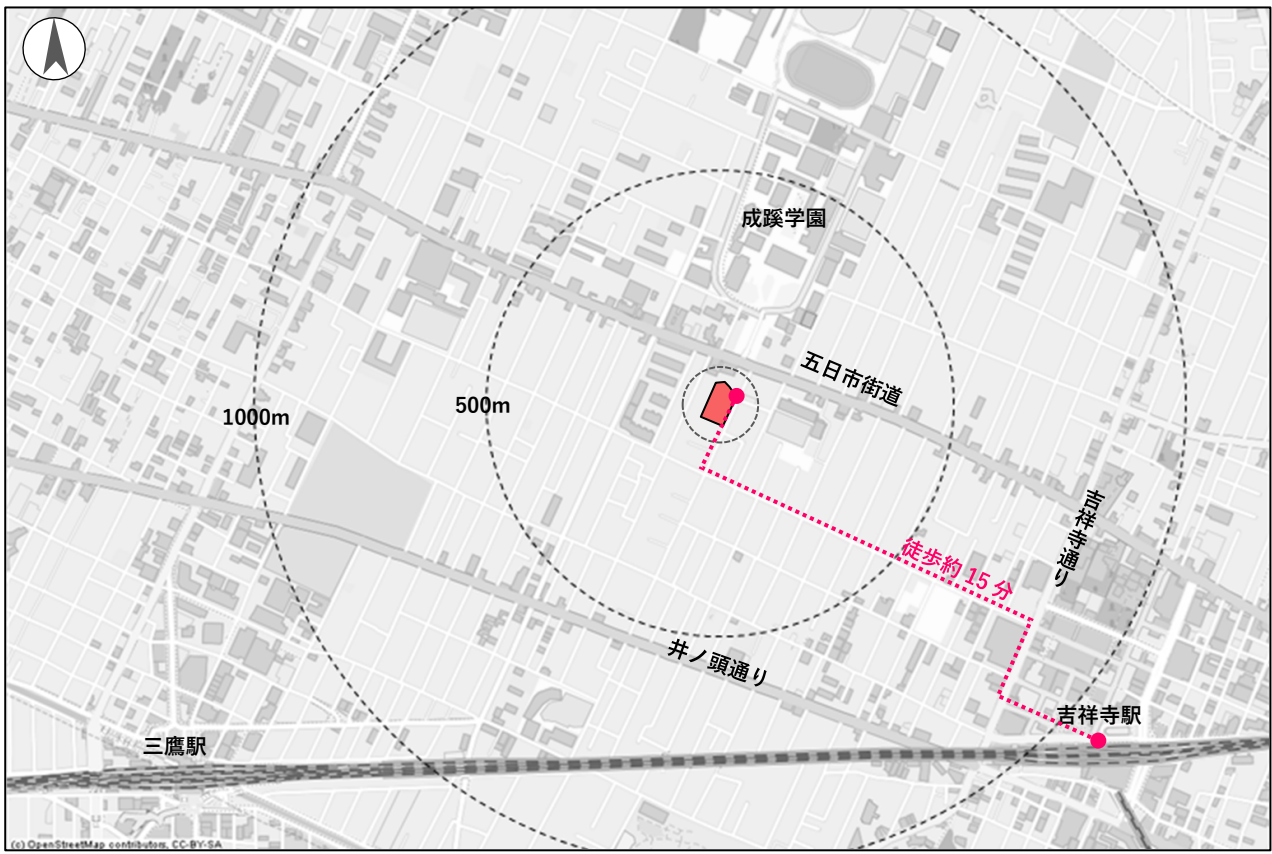 成蹊学園
五日市街道
1000m
500m
吉祥寺通り
徒歩約 15 分
井ノ頭通り
吉祥寺駅
三鷹駅
(c) OpenStreetMap contributors, CC-BY-SA